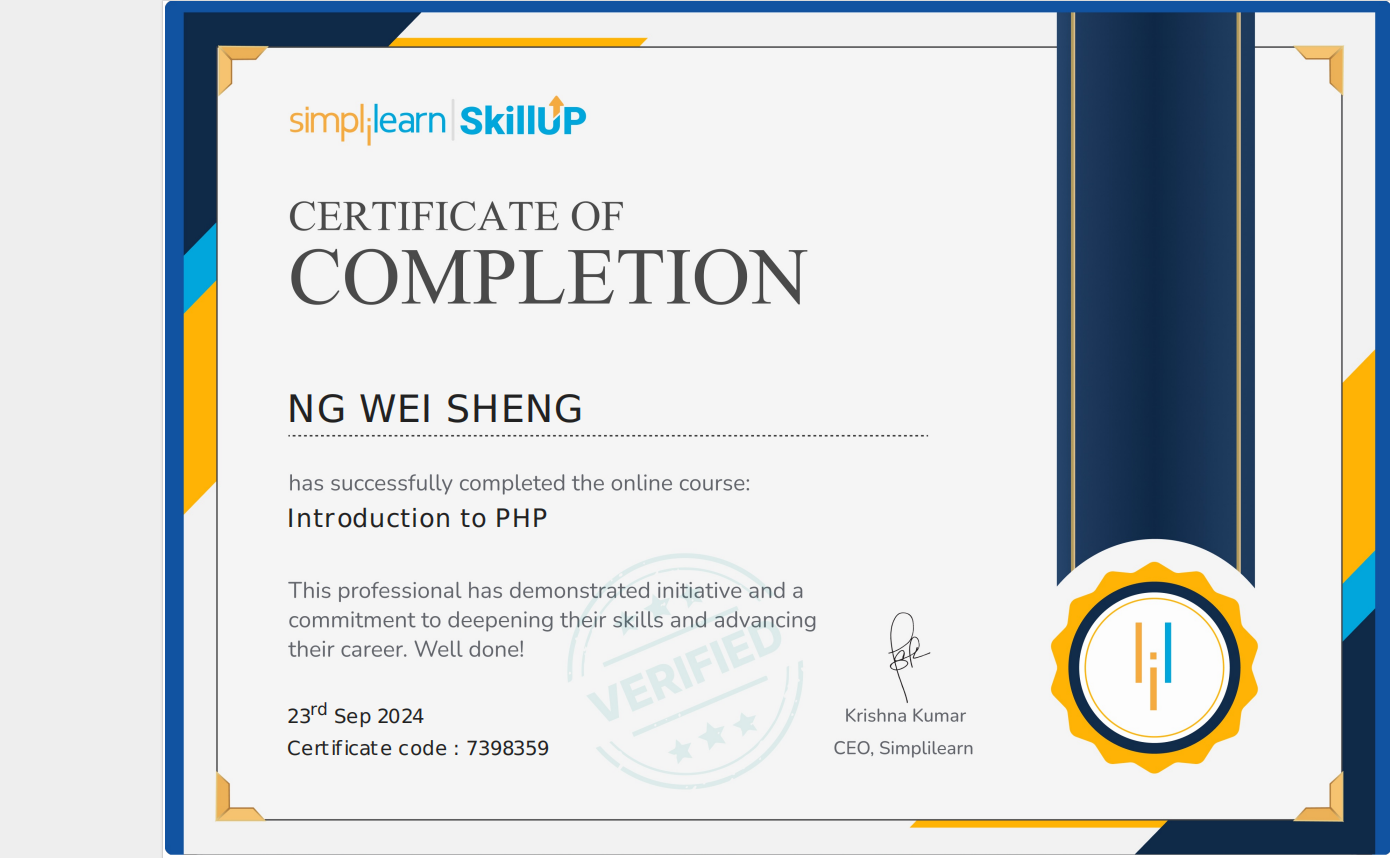 simplilearn | SkillUP
CERTIFICATE OF
COMPLETION
NG WEI SHENG
has successfully completed the online course:
Introduction to PHP
This professional has demonstrated initiative and a
commitment to deepening their skills and advancing
their career. Well done!
VERIFIED
23rd Sep 2024
Certificate code : 7398359
Krishna Kumar
CEO, Simplilearn